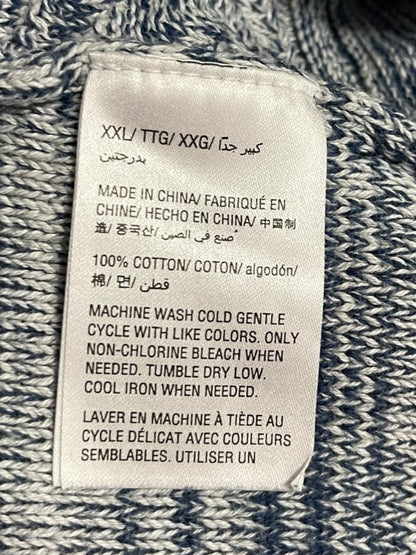 XXL/ TTG/ XXG/ كبير جدًا
بدرجتين
MADE IN CHINA/ FABRIQUÉ EN
CHINE/ HECHO EN CHINA/ 中国制
造/ 중국산/ صنع في الصين/
100% COTTON/ COTON/ algodón/
棉/ 면/ قطن/
MACHINE WASH COLD GENTLE
CYCLE WITH LIKE COLORS. ONLY
NON-CHLORINE BLEACH WHEN
NEEDED. TUMBLE DRY LOW.
COOL IRON WHEN NEEDED.
LAVER EN MACHINE À TIÈDE AU
CYCLE DÉLICAT AVEC COULEURS
SEMBLABLES. UTILISER UN